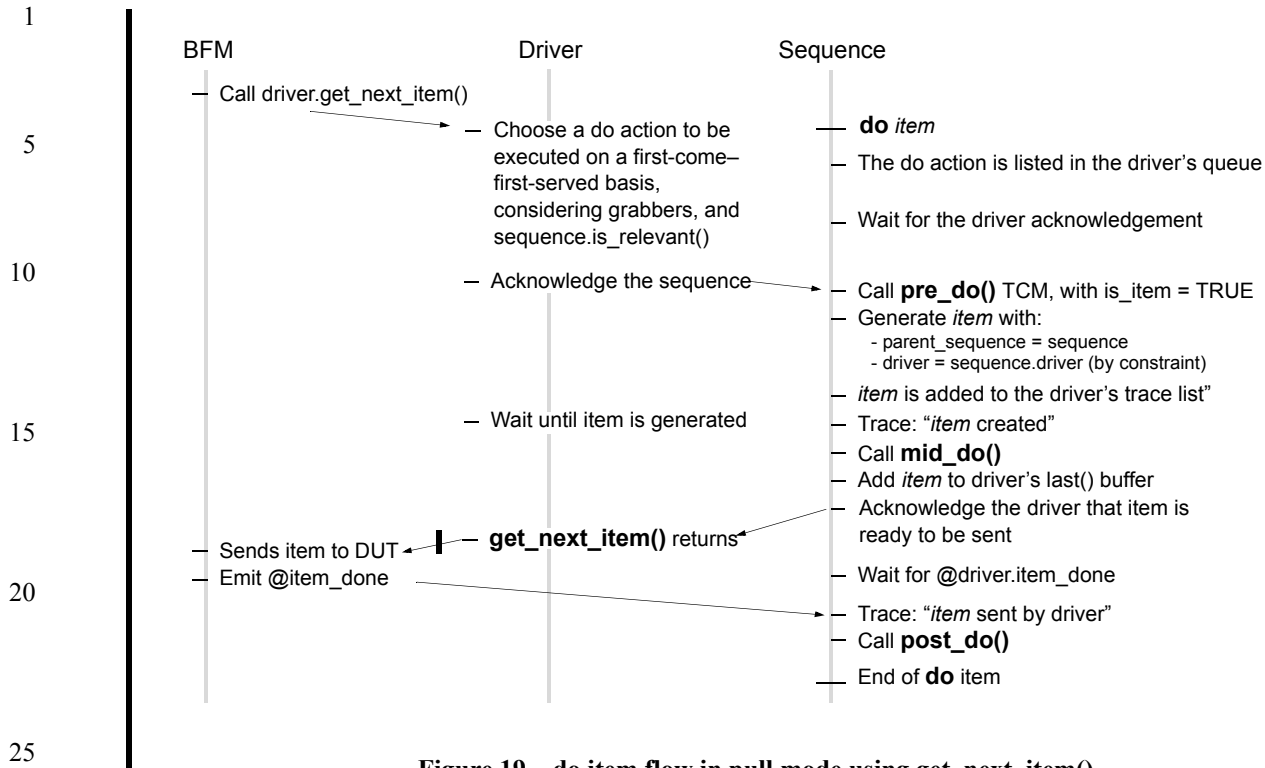 1
BFM Driver Sequence
Call driver.get_next_item()
Choose a do action to be
executed on a first-come–
first-served basis,
considering grabbers, and
sequence.is_relevant()
do item
5
The do action is listed in the driver's queue
Wait for the driver acknowledgement
10
Acknowledge the sequence
Call pre_do() TCM, with is_item = TRUE
Generate item with:
- parent_sequence = sequence
- driver = sequence.driver (by constraint)
item is added to the driver's trace list”
Wait until item is generated
15
Trace: “item created”
Call mid_do()
Add item to driver's last() buffer
Acknowledge the driver that item is
ready to be sent
get_next_item() returns
Sends item to DUT
Emit @item_done
Wait for @driver.item_done
20
Trace: “item sent by driver”
Call post_do()
End of do item
25
Figure 19—do item flow in pull mode using get_next_item()